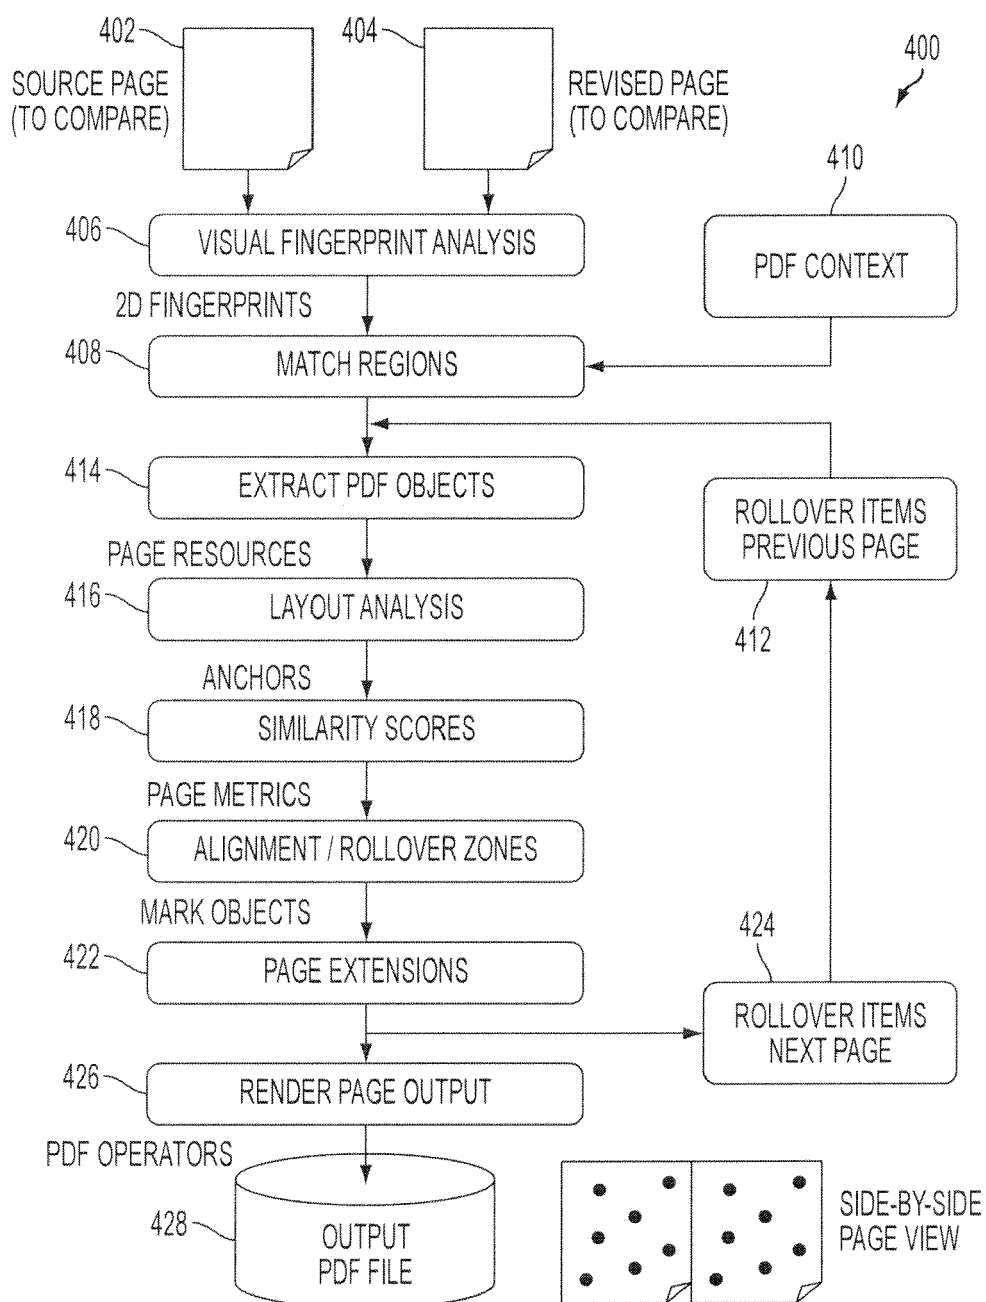 402
404
400
SOURCE PAGE
(TO COMPARE)
REVISED PAGE
(TO COMPARE)
410
406
VISUAL FINGERPRINT ANALYSIS
PDF CONTEXT
2D FINGERPRINTS
408
MATCH REGIONS
414
EXTRACT PDF OBJECTS
ROLLOVER ITEMS
PREVIOUS PAGE
412
PAGE RESOURCES
416
LAYOUT ANALYSIS
ANCHORS
418
SIMILARITY SCORES
PAGE METRICS
420
ALIGNMENT / ROLLOVER ZONES
MARK OBJECTS
424
422
PAGE EXTENSIONS
ROLLOVER ITEMS
NEXT PAGE
426
RENDER PAGE OUTPUT
PDF OPERATORS
428
OUTPUT
PDF FILE
SIDE-BY-SIDE
PAGE VIEW